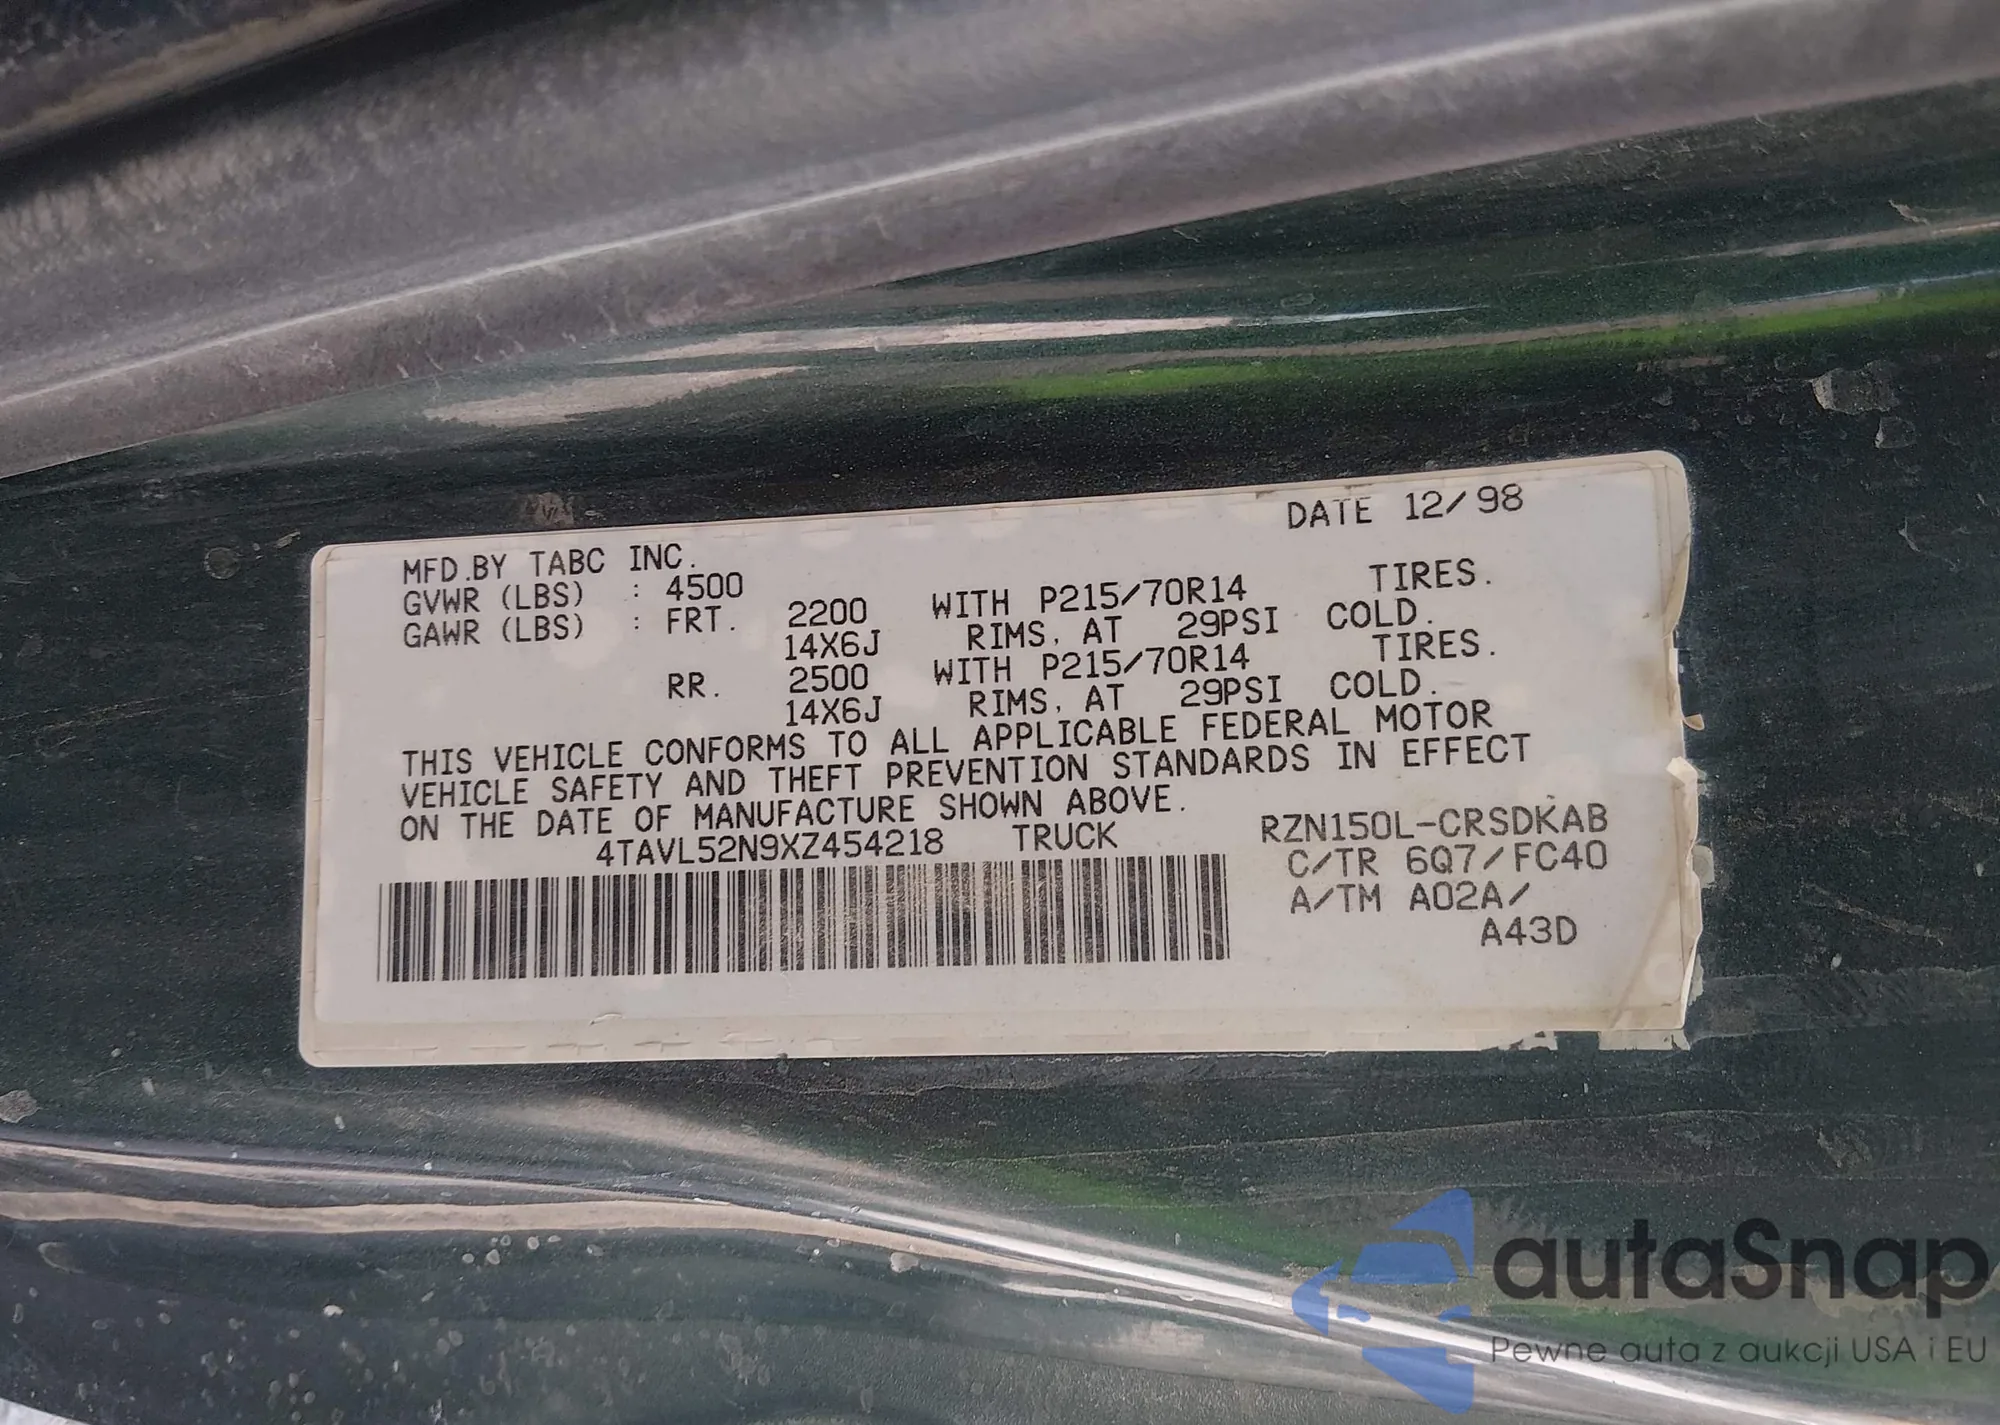 DATE 12/98
MFD.BY TABC INC.
GVWR (LBS) : 4500
GAWR (LBS) : FRT. 2200 WITH P215/70R14 TIRES.
14X6J RIMS, AT 29PSI COLD.
RR. 2500 WITH P215/70R14 TIRES.
14X6J RIMS, AT 29PSI COLD.
THIS VEHICLE CONFORMS TO ALL APPLICABLE FEDERAL MOTOR
VEHICLE SAFETY AND THEFT PREVENTION STANDARDS IN EFFECT
ON THE DATE OF MANUFACTURE SHOWN ABOVE.
4TAVL52N9XZ454218 TRUCK
RZN150L-CRSDKAB
C/TR 6Q7/FC40
A/TM A02A/
A43D
autaSnap
Pewne auta z aukcji USA i EU